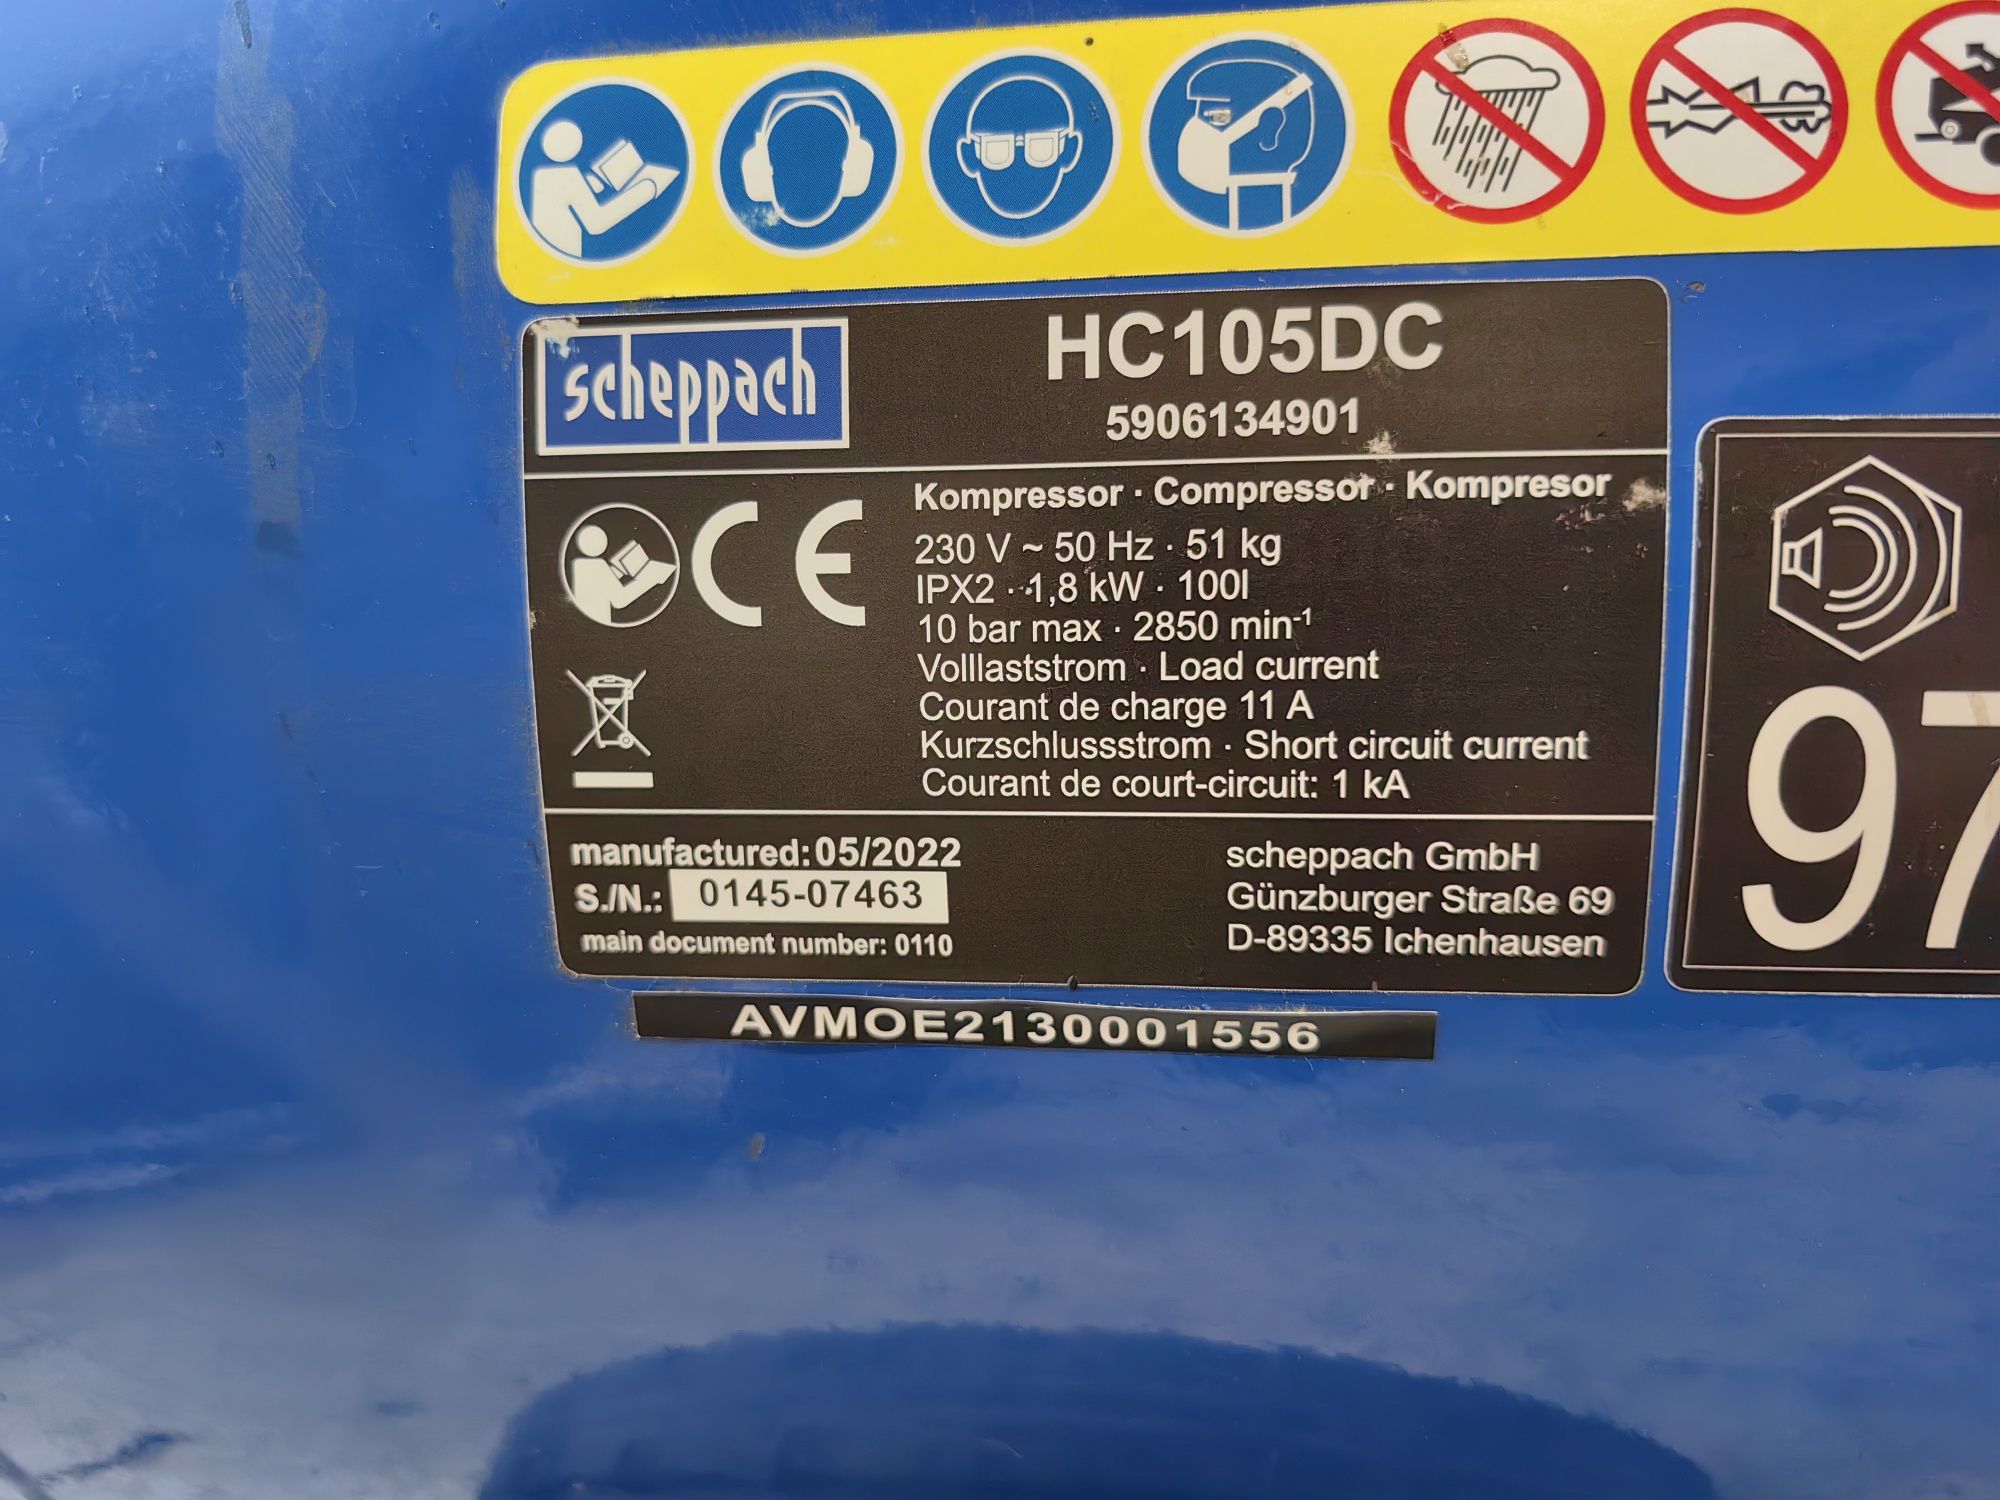 scheppach
HC105DC
5906134901
Kompressor · Compressor · Kompresor
230 V ~ 50 Hz · 51 kg
IPX2 · 1,8 kW · 100l
10 bar max · 2850 min-1
Volllaststrom · Load current
Courant de charge 11 A
Kurzschlussstrom · Short circuit current
Courant de court-circuit: 1 kA
CE
manufactured: 05/2022
S./N.: 0145-07463
main document number: 0110
scheppach GmbH
Günzburger Straße 69
D-89335 Ichenhausen
97
AVMOE2130001556